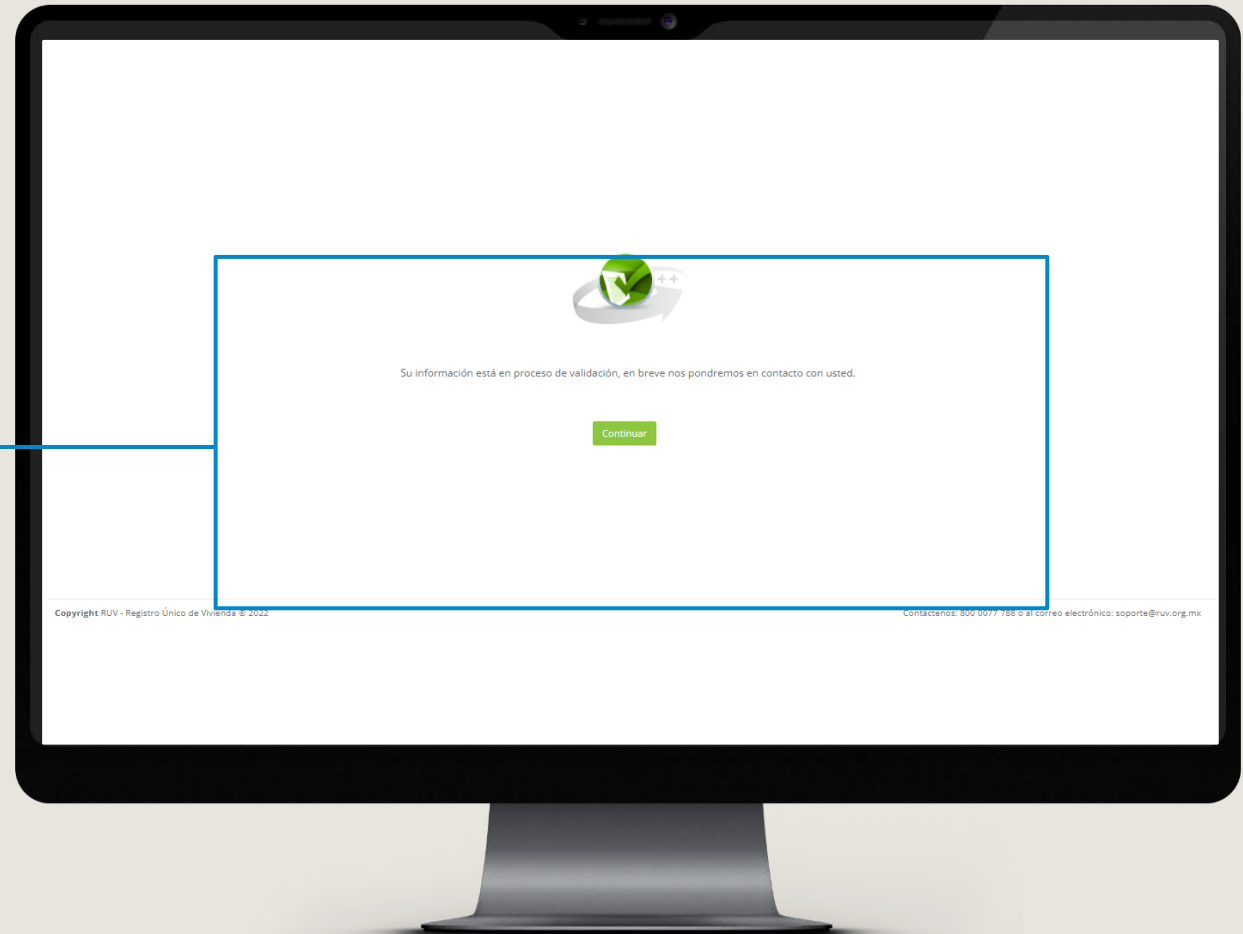 ++
Su información está en proceso de validación, en breve nos pondremos en contacto con usted.
Continuar
Copyright RUV - Registro Único de Vivienda © 2022
Contáctenos: 800 0077 788 o al correo electrónico: soporte@ruv.org.mx